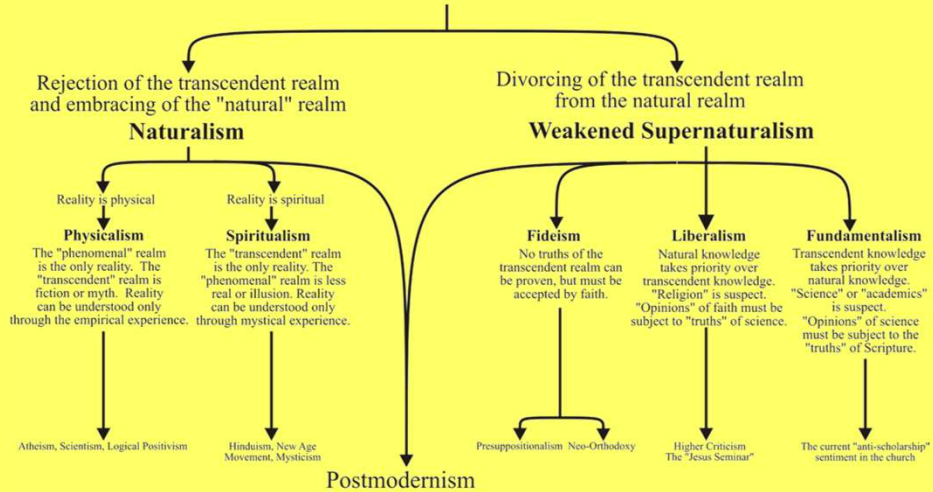 Rejection of the transcendent realm
and embracing of the "natural" realm
Naturalism
Divorcing of the transcendent realm
from the natural realm
Weakened Supernaturalism
Reality is physical
Physicalism
The "phenomenal" realm
is the only reality. The
"transcendent" realm is
fiction or myth. Reality
can be understood only
through the empirical experience.
Reality is spiritual
Spiritualism
The "transcendent" realm
is the only reality. The
"phenomenal" realm is less
real or illusion. Reality
can be understood only
through mystical experience.
Fideism
No truths of the
transcendent realm can
be proven, but must be
accepted by faith.
Liberalism
Natural knowledge
takes priority over
transcendent knowledge.
"Religion" is suspect.
"Opinions" of faith must be
subject to "truths" of science.
Fundamentalism
Transcendent knowledge
takes priority over
natural knowledge.
"Science" or "academics"
is suspect.
"Opinions" of science
must be subject to the
"truths" of Scripture.
Atheism, Scientism, Logical Positivism
Hinduism, New Age
Movement, Mysticism
Postmodernism
Presuppositionalism
Neo-Orthodoxy
Higher Criticism
The "Jesus Seminar"
The current "anti-scholarship"
sentiment in the church